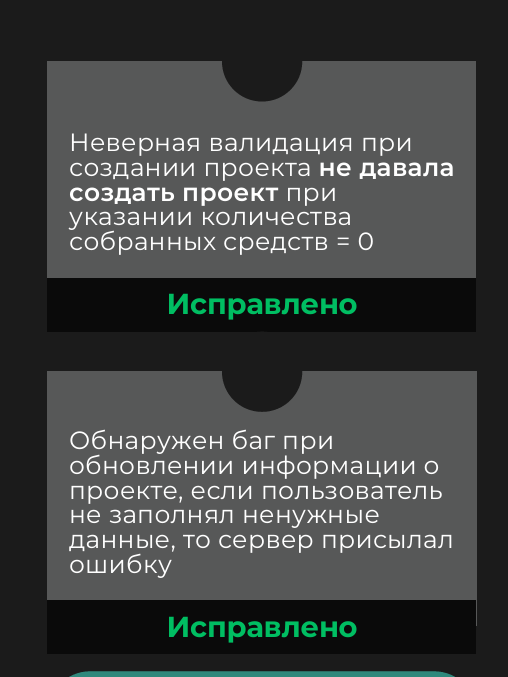 Неверная валидация при
создании проекта не давала
создать проект при
указании количества
собранных средств = 0
Исправлено
Обнаружен баг при
обновлении информации о
проекте, если пользователь
не заполнял ненужные
данные, то сервер присылал
ошибку
Исправлено